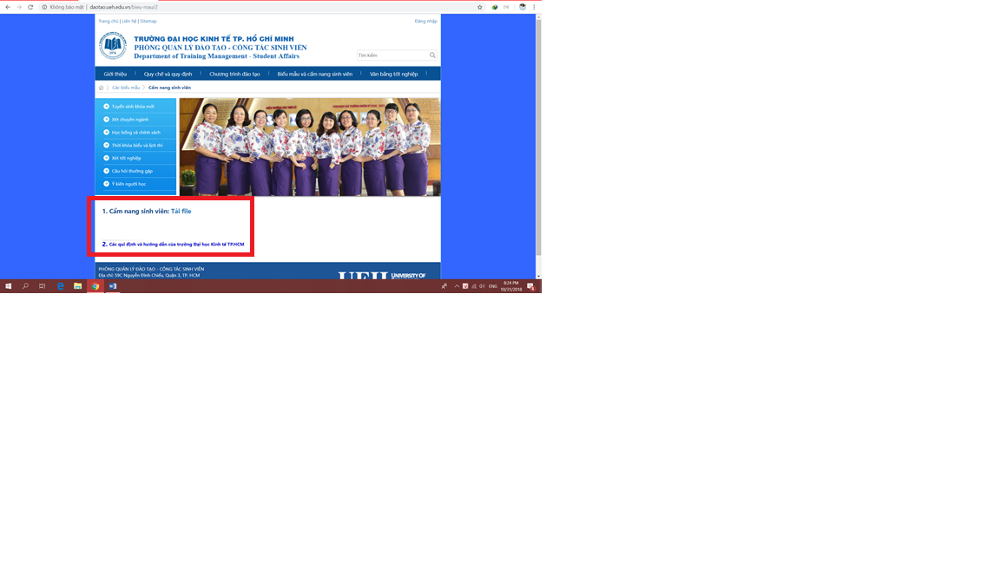 Không bảo mật | daotao.ueh.edu.vn/bieu-mau/2
Trang chủ | Liên hệ | Sitemap
Đăng nhập
TRƯỜNG ĐẠI HỌC KINH TẾ TP. HỒ CHÍ MINH
PHÒNG QUẢN LÝ ĐÀO TẠO - CÔNG TÁC SINH VIÊN
Department of Training Management - Student Affairs
Tìm kiếm
Giới thiệu
Quy chế và quy định
Chương trình đào tạo
Biểu mẫu và cẩm nang sinh viên
Văn bằng tốt nghiệp
Các biểu mẫu
Cẩm nang sinh viên
Tuyển sinh khóa mới
Xét chuyên ngành
Học bổng và chính sách
Thời khóa biểu và lịch thi
Xét tốt nghiệp
Câu hỏi thường gặp
Ý kiến người học
1. Cẩm nang sinh viên: Tải file
2. Các qui định và hướng dẫn của trường Đại học Kinh tế TP.HCM
PHÒNG QUẢN LÝ ĐÀO TẠO - CÔNG TÁC SINH VIÊN
Địa chỉ: 59C Nguyễn Đình Chiểu, Quận 3, TP. HCM
UEH
UNIVERSITY OF
ENG
8:24 PM
10/31/2018